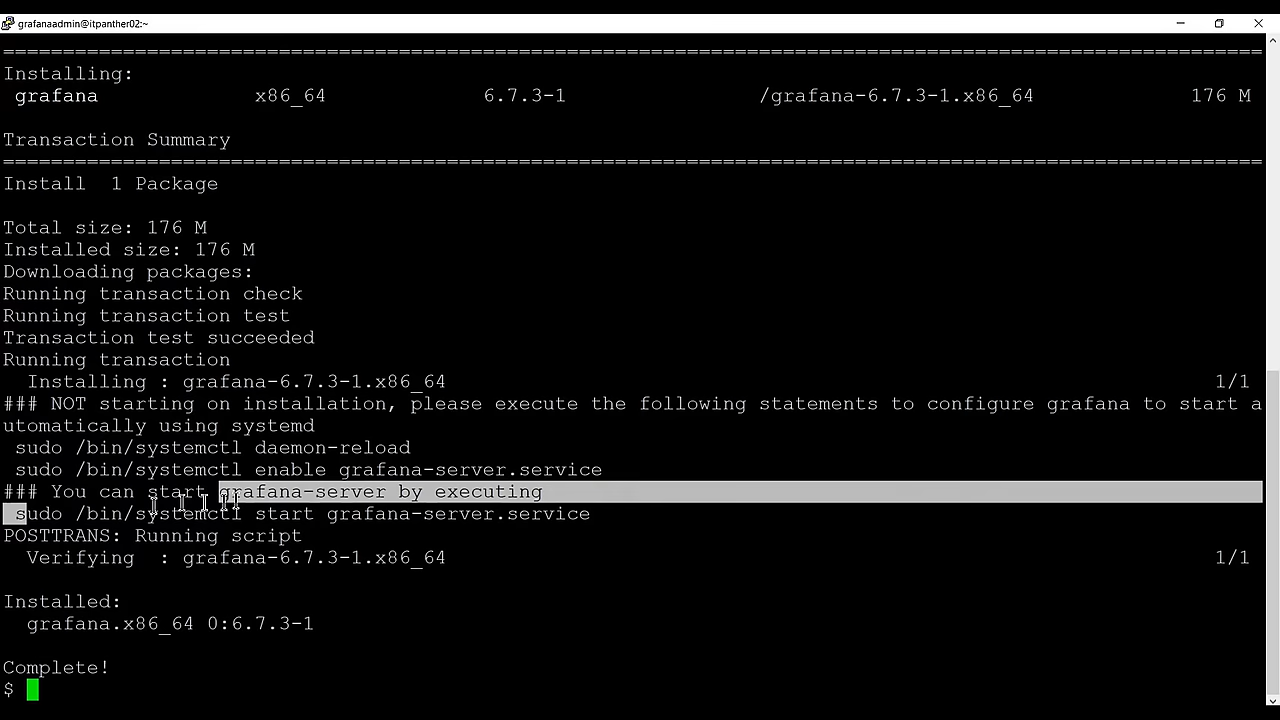 grafanaadmin@itpanther02:~
================================================================================
Installing:
grafana x86_64 6.7.3-1 /grafana-6.7.3-1.x86_64 176 M
Transaction Summary
================================================================================
Install 1 Package
Total size: 176 M
Installed size: 176 M
Downloading packages:
Running transaction check
Running transaction test
Transaction test succeeded
Running transaction
Installing : grafana-6.7.3-1.x86_64 1/1
### NOT starting on installation, please execute the following statements to configure grafana to start a
utomatically using systemd
sudo /bin/systemctl daemon-reload
sudo /bin/systemctl enable grafana-server.service
### You can start grafana-server by executing
sudo /bin/systemctl start grafana-server.service
POSTTRANS: Running script
Verifying : grafana-6.7.3-1.x86_64 1/1
Installed:
grafana.x86_64 0:6.7.3-1
Complete!
$